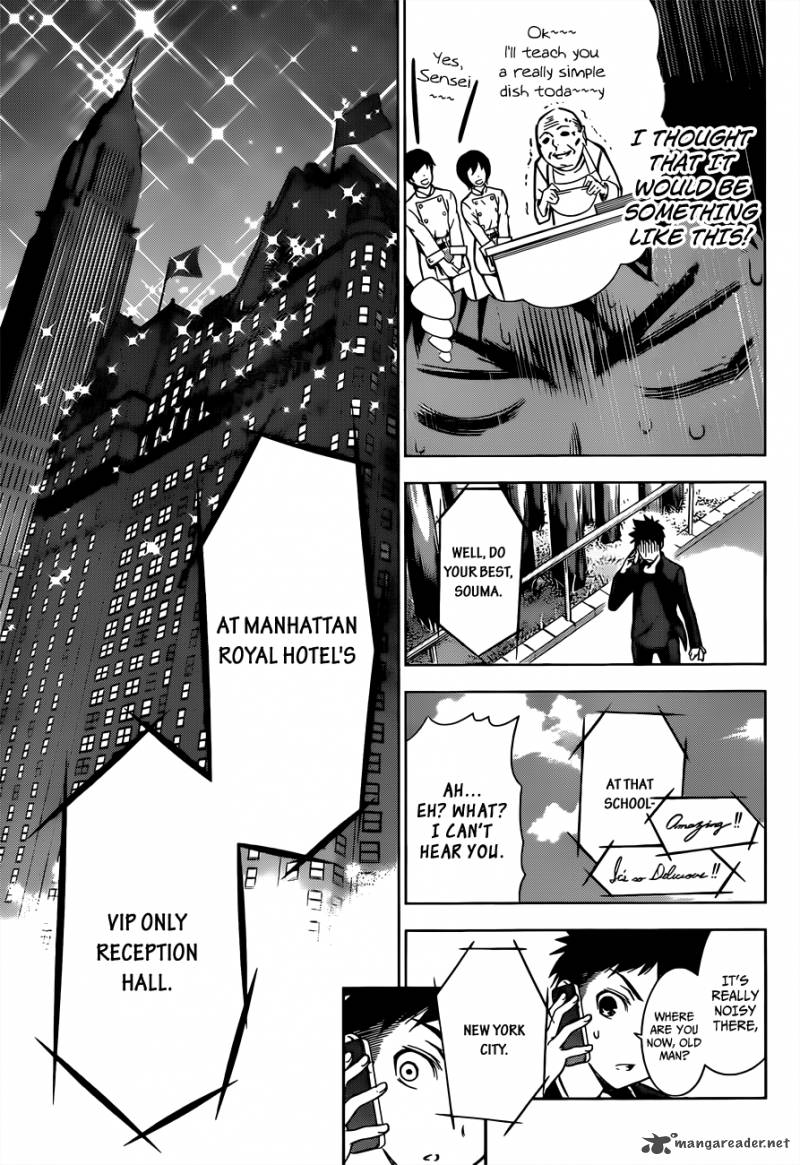 Ok~~~
I'll teach you
a really simple
dish toda~~~y
Yes,
Sensei
~~~
I THOUGHT
THAT IT
WOULD BE
SOMETHING
LIKE THIS!
WELL, DO
YOUR BEST,
SOUMA.
AT THAT
SCHOOL-
Amazing!!
It's so Delicious!!
AH...
EH? WHAT?
I CAN'T
HEAR YOU.
IT'S
REALLY
NOISY
THERE,
WHERE
ARE YOU
NOW, OLD
MAN?
NEW YORK
CITY.
AT MANHATTAN
ROYAL HOTEL'S
VIP ONLY
RECEPTION
HALL.
mangareader.net